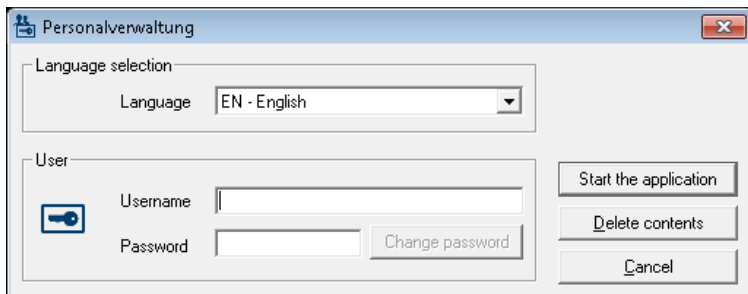 Personalverwaltung
Language selection
Language EN - English
User
Username
Password Change password
Start the application
Delete contents
Cancel